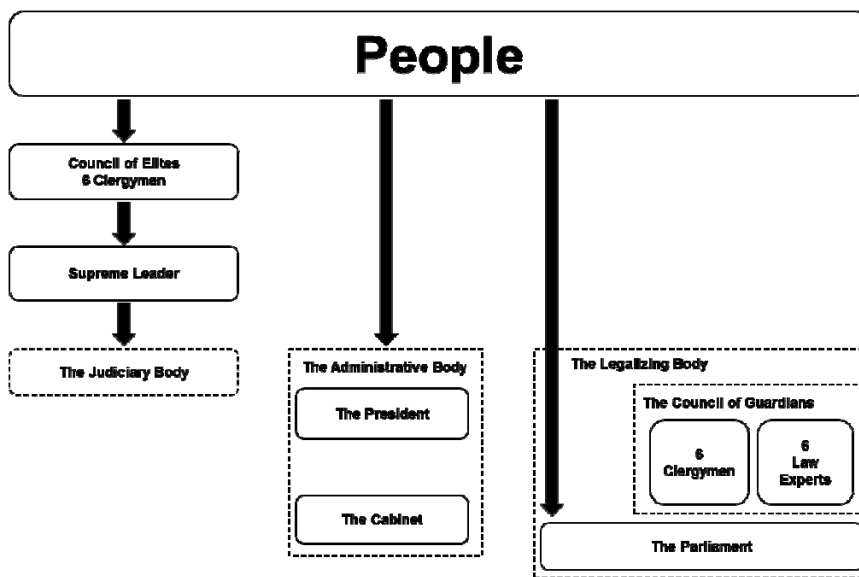 People
Council of Elites
6 Clergymen
Supreme Leader
The Judiciary Body
The Administrative Body
The President
The Cabinet
The Legalizing Body
The Council of Guardians
6
Clergymen
6
Law
Experts
The Parliament